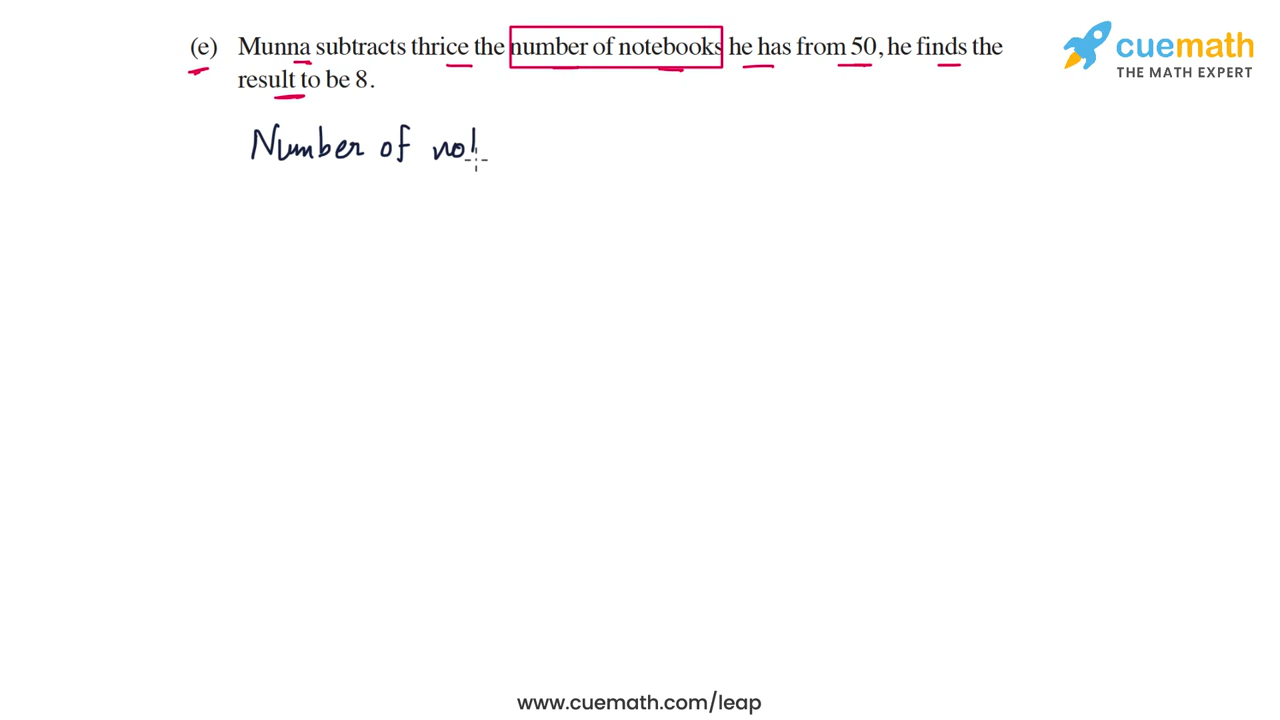 (e) Munna subtracts thrice the number of notebooks he has from 50, he finds the
result to be 8.
cuemath
THE MATH EXPERT
Number of
www.cuemath.com/leap